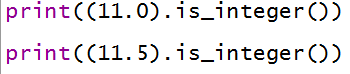 print((11.0).is_integer())
print((11.5).is_integer())